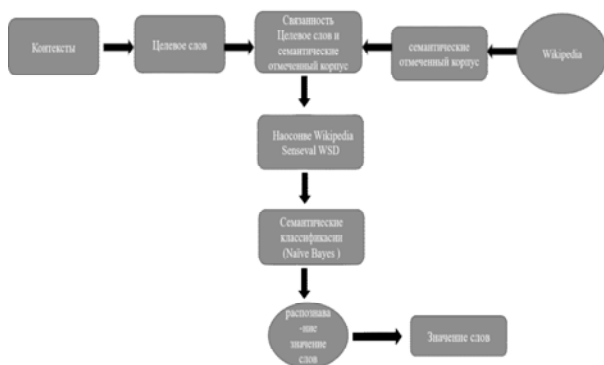 Контексты
Целевое слов
Связанность
Целевое слов и
семантические
отмеченный корпус
семантические
отмеченный корпус
Wikipedia
Наосонве Wikipedia
Senseval WSD
Семантические
классификасии
(Naïve Bayes )
распознава
-ние
значение
слов
Значение слов